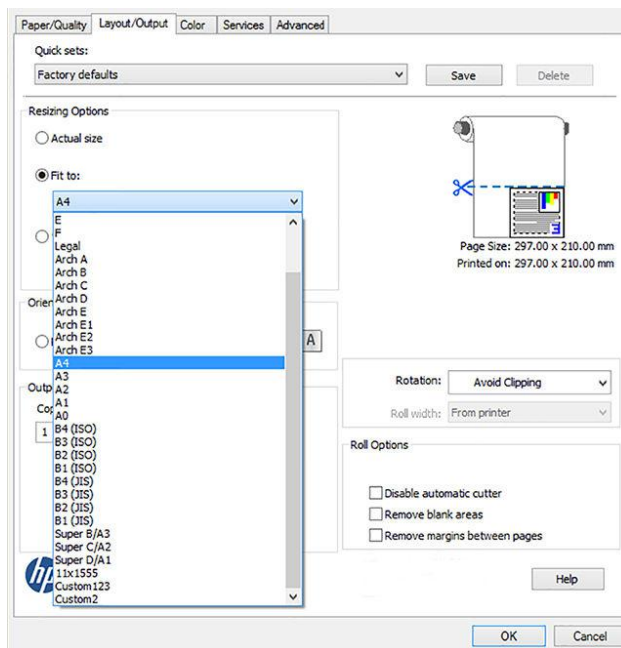 Paper/Quality
Layout/Output
Color
Services
Advanced
Quick sets:
Factory defaults
Save
Delete
Resizing Options
Actual size
Fit to:
A4
E
F
Legal
Arch A
Arch B
Arch C
Arch D
Arch E
Arch E1
Arch E2
Arch E3
A4
A3
A2
A1
A0
B4 (ISO)
B3 (ISO)
B2 (ISO)
B1 (ISO)
B4 (JIS)
B3 (JIS)
B2 (JIS)
B1 (JIS)
Super B/A3
Super C/A2
Super D/A1
11x1555
Custom123
Custom2
Orien
A
Outp
Co
1
hp
Page Size: 297.00 x 210.00 mm
Printed on: 297.00 x 210.00 mm
Rotation:
Avoid Clipping
Roll width:
From printer
Roll Options
Disable automatic cutter
Remove blank areas
Remove margins between pages
Help
OK
Cancel